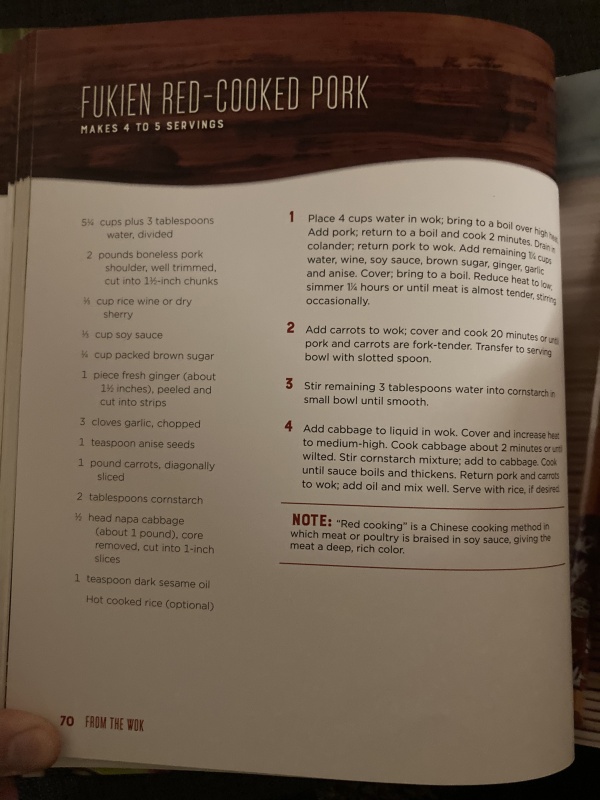 FUKIEN RED-COOKED PORK
MAKES 4 TO 5 SERVINGS
5¼ cups plus 3 tablespoons
water, divided
2 pounds boneless pork
shoulder, well trimmed,
cut into 1½-inch chunks
cup rice wine or dry
sherry
cup soy sauce
¼ cup packed brown sugar
1 piece fresh ginger (about
1½ inches), peeled and
cut into strips
3 cloves garlic, chopped
1 teaspoon anise seeds
1 pound carrots, diagonally
sliced
2 tablespoons cornstarch
½ head napa cabbage
(about 1 pound), core
removed, cut into 1-inch
slices
1 teaspoon dark sesame oil
Hot cooked rice (optional)
1 Place 4 cups water in wok; bring to a boil over high heat.
Add pork; return to a boil and cook 2 minutes. Drain in
colander; return pork to wok. Add remaining 1¼ cups
water, wine, soy sauce, brown sugar, ginger, garlic
and anise. Cover; bring to a boil. Reduce heat to low;
simmer 1¼ hours or until meat is almost tender, stirring
occasionally.
2 Add carrots to wok; cover and cook 20 minutes or until
pork and carrots are fork-tender. Transfer to serving
bowl with slotted spoon.
3 Stir remaining 3 tablespoons water into cornstarch in
small bowl until smooth.
4 Add cabbage to liquid in wok. Cover and increase heat
to medium-high. Cook cabbage about 2 minutes or until
wilted. Stir cornstarch mixture; add to cabbage. Cook
until sauce boils and thickens. Return pork and carrots
to wok; add oil and mix well. Serve with rice, if desired.
NOTE: "Red cooking" is a Chinese cooking method in
which meat or poultry is braised in soy sauce, giving the
meat a deep, rich color.
70 FROM THE WOK